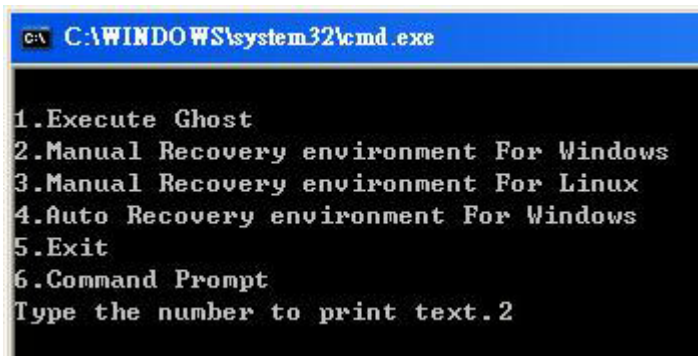 C:\WINDOWS\system32\cmd.exe
1.Execute Ghost
2.Manual Recovery environment For Windows
3.Manual Recovery environment For Linux
4.Auto Recovery environment For Windows
5.Exit
6.Command Prompt
Type the number to print text.2